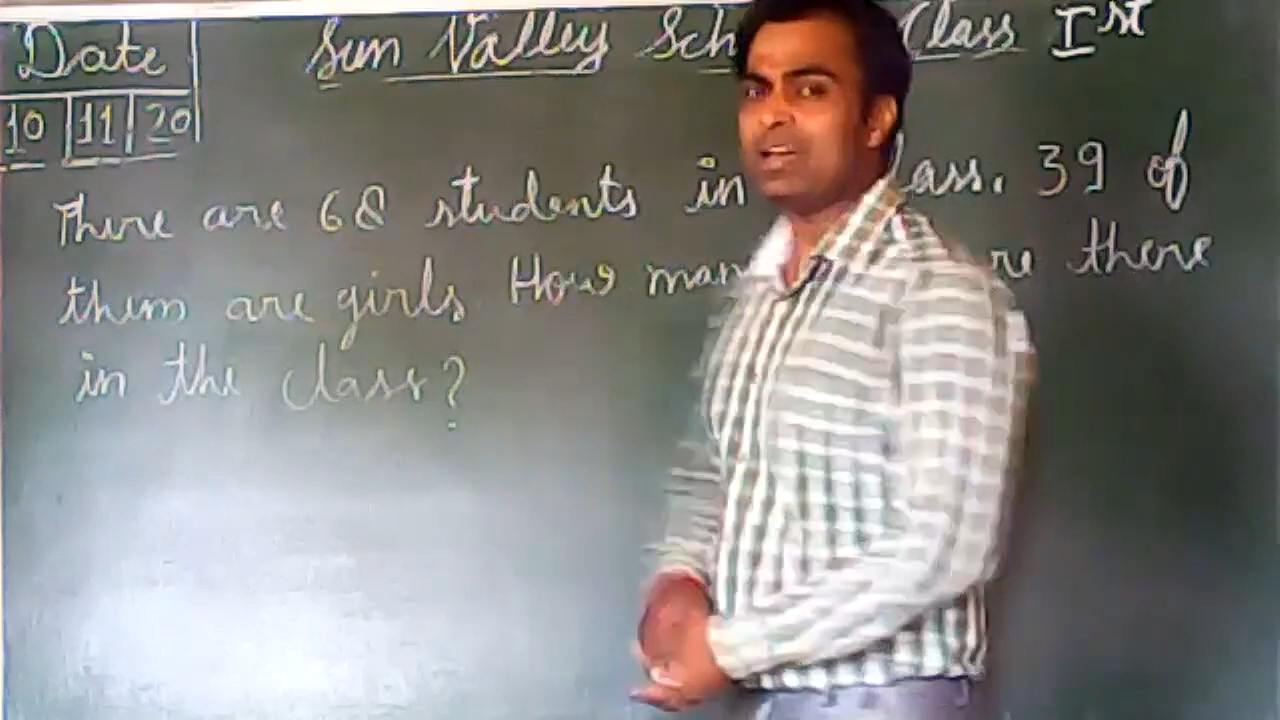 Date
Sun Valley Sch Class Ist
10 11 20
There are 68 students in lass. 39 of
them are girls How man re there
in the class?